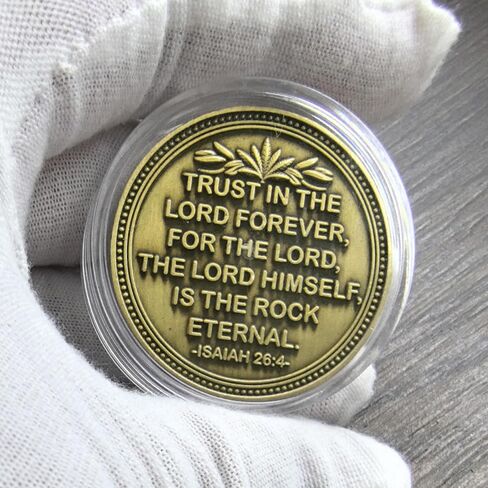 TRUST IN THE
LORD FOREVER,
FOR THE LORD,
THE LORD HIMSELF,
IS THE ROCK
ETERNAL.
-ISAIAH 26:4-